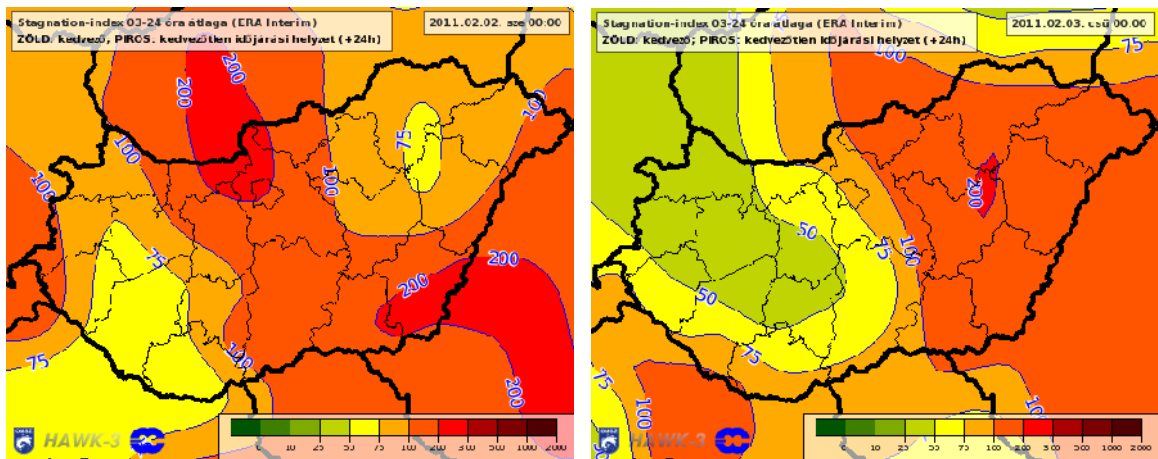 Stagnation-index 03-24 óra átlaga (ERA Interim)
ZÖLD: kedvező, PIROS: kedvezőtlen időjárási helyzet (+24h)
2011.02.02. sze 00:00
200
200
75
100
100
100
100
75
200
200
75
100
200
HAWK-3
0 10 25 50 75 100 200 300 500 1000 2000
Stagnation-index 03-24 óra átlaga (ERA Interim)
ZÖLD: kedvező; PIROS: kedvezőtlen időjárási helyzet (+24h)
2011.02.03. csü 00:00
75
75
200
50
75
100
50
75
75
100
100
HAWK-3
0 10 25 50 75 100 200 300 500 1000 2000